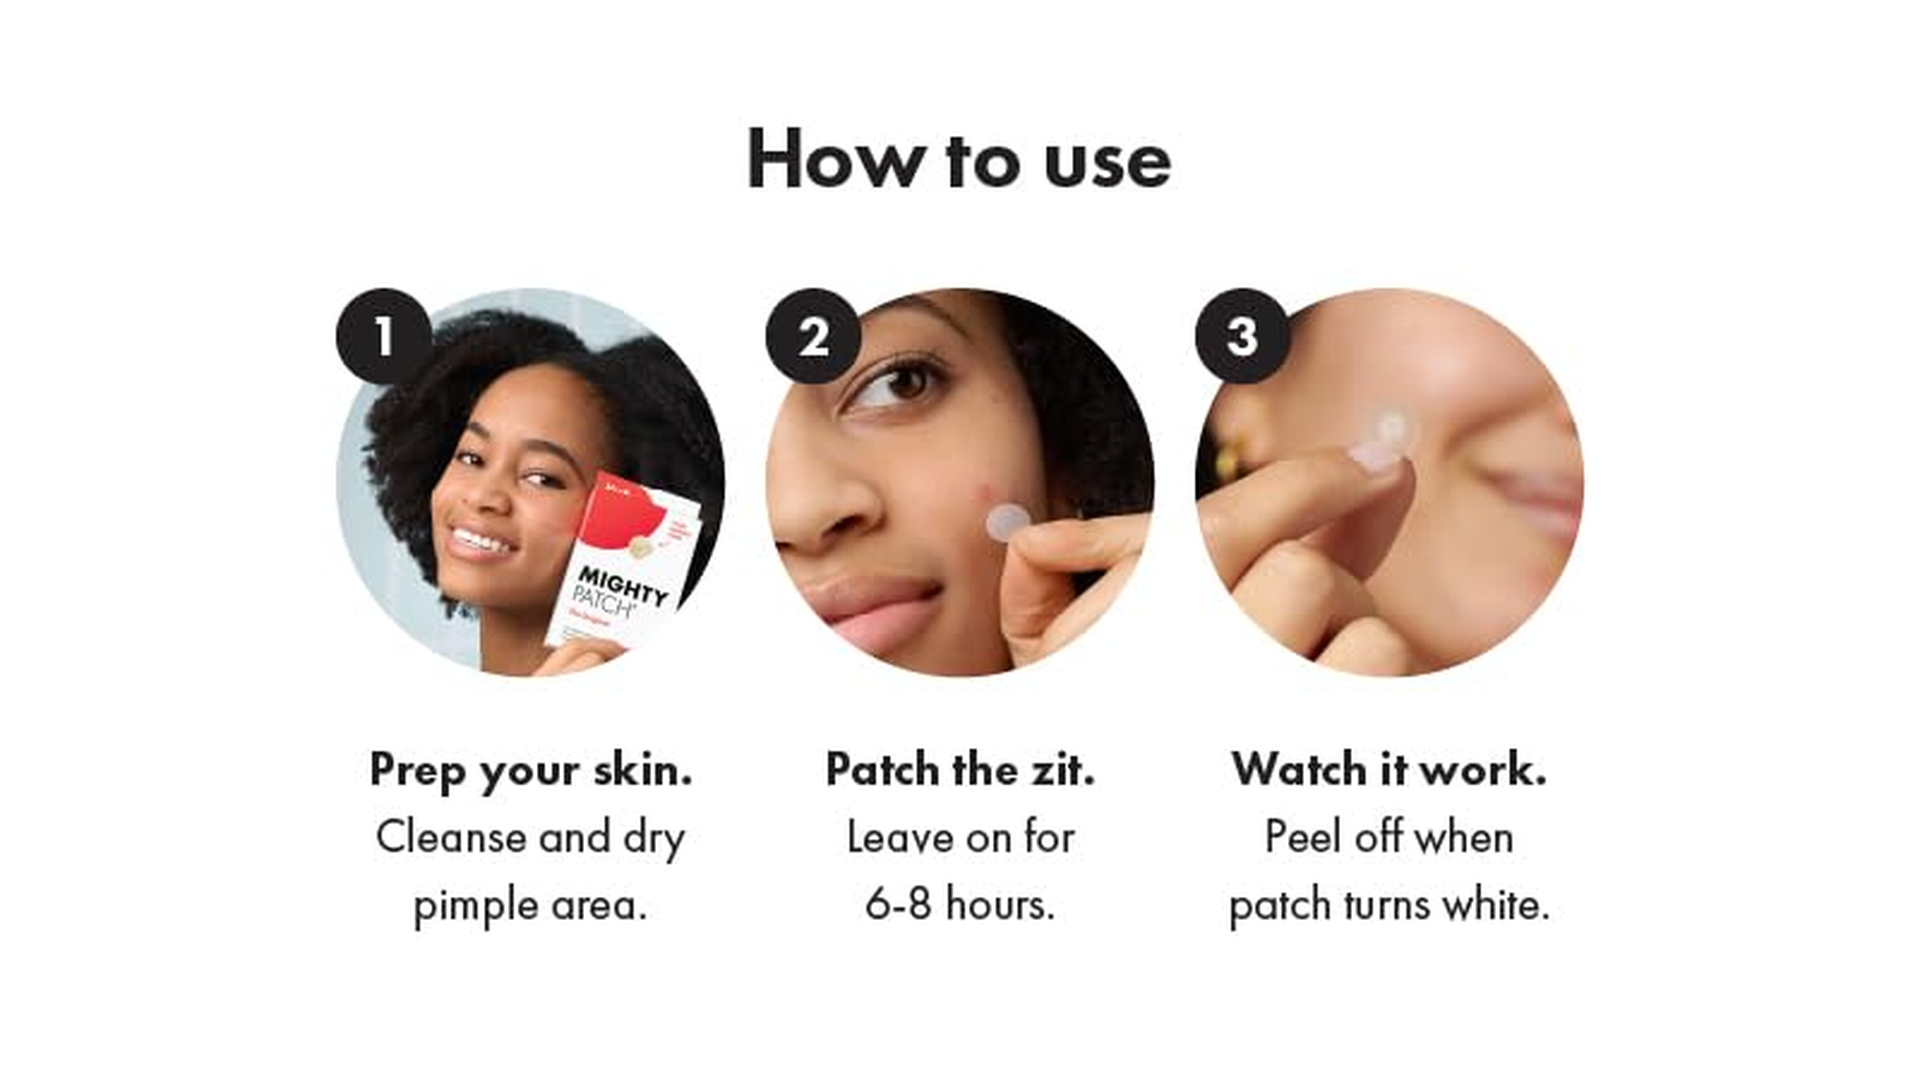 How to use
1
2
3
MIGHTY
PATCH
Prep your skin.
Cleanse and dry
pimple area.
Patch the zit.
Leave on for
6-8 hours.
Watch it work.
Peel off when
patch turns white.